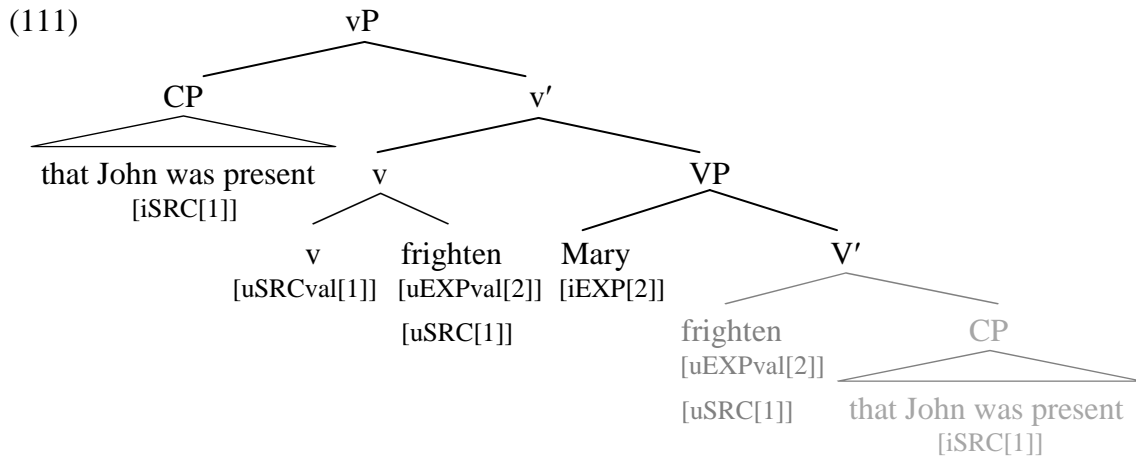 (111) vP
CP v′
that John was present v VP
[iSRC[1]]
v frighten Mary V′
[uSRCval[1]] [uEXPval[2]] [iEXP[2]]
[uSRC[1]] frighten CP
[uEXPval[2]]
[uSRC[1]] that John was present
[iSRC[1]]